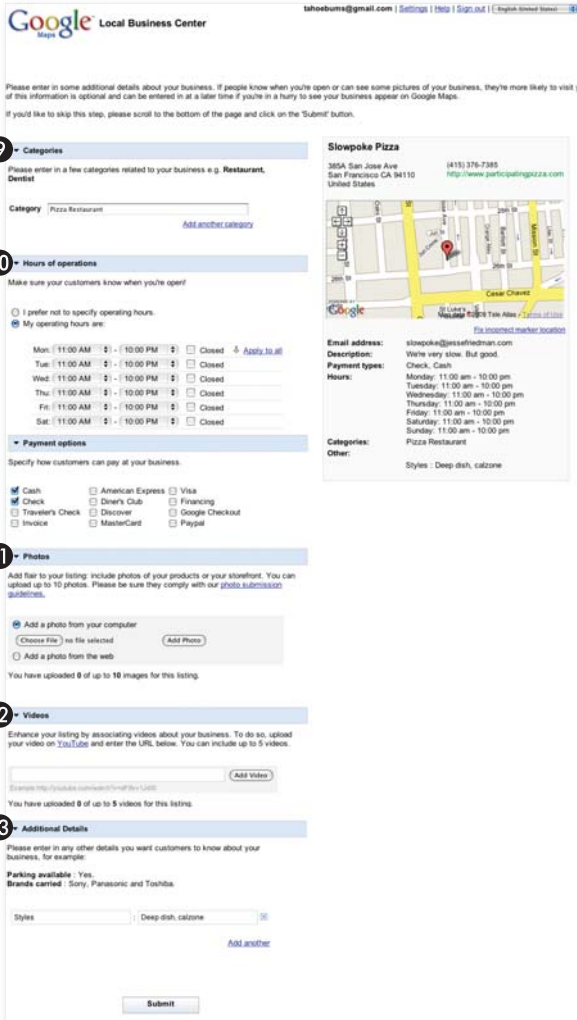 tahoebums@gmail.com | Settings | Help | Sign out | English (United States)
Google Maps Local Business Center
Please enter in some additional details about your business. If people know when you're open or can see some pictures of your business, they're more likely to visit
of this information is optional and can be entered in at a later time if you're in a hurry to see your business appear on Google Maps.
If you'd like to skip this step, please scroll to the bottom of the page and click on the 'Submit' button.
9
Categories
Please enter in a few categories related to your business e.g. Restaurant,
Dentist
Category Pizza Restaurant
Add another category
0
Hours of operations
Make sure your customers know when you're open!
I prefer not to specify operating hours.
My operating hours are:
Mon: 11:00 AM - 10:00 PM Closed Apply to all
Tue: 11:00 AM - 10:00 PM Closed
Wed: 11:00 AM - 10:00 PM Closed
Thu: 11:00 AM - 10:00 PM Closed
Fri: 11:00 AM - 10:00 PM Closed
Sat: 11:00 AM - 10:00 PM Closed
Payment options
Specify how customers can pay at your business.
Cash American Express Visa
Check Diner's Club Financing
Traveler's Check Discover Google Checkout
Invoice MasterCard Paypal
1
Photos
Add flair to your listing: include photos of your products or your storefront. You can
upload up to 10 photos. Please be sure they comply with our photo submission
guidelines.
Add a photo from your computer
Choose File no file selected Add Photo
Add a photo from the web
You have uploaded 0 of up to 10 images for this listing.
2
Videos
Enhance your listing by associating videos about your business. To do so, upload
your video on YouTube and enter the URL below. You can include up to 5 videos.
Add Video
You have uploaded 0 of up to 5 videos for this listing.
3
Additional Details
Please enter in any other details you want customers to know about your
business, for example:
Parking available : Yes.
Brands carried : Sony, Panasonic and Toshiba.
Styles : Deep dish, calzone
Add another
Submit
Slowpoke Pizza
385A San Jose Ave (415) 376-7385
San Francisco CA 94110 http://www.participatingpizza.com
United States
25th St
Mission St
26th St
26th St
Cesar Chavez
St Luke's
Google
©2009 Tele Atlas - Terms of Use
Fix incorrect marker location
Email address: slowpoke@jessefriedman.com
Description: We're very slow. But good.
Payment types: Check, Cash
Hours: Monday: 11:00 am - 10:00 pm
Tuesday: 11:00 am - 10:00 pm
Wednesday: 11:00 am - 10:00 pm
Thursday: 11:00 am - 10:00 pm
Friday: 11:00 am - 10:00 pm
Saturday: 11:00 am - 10:00 pm
Sunday: 11:00 am - 10:00 pm
Categories: Pizza Restaurant
Other:
Styles : Deep dish, calzone